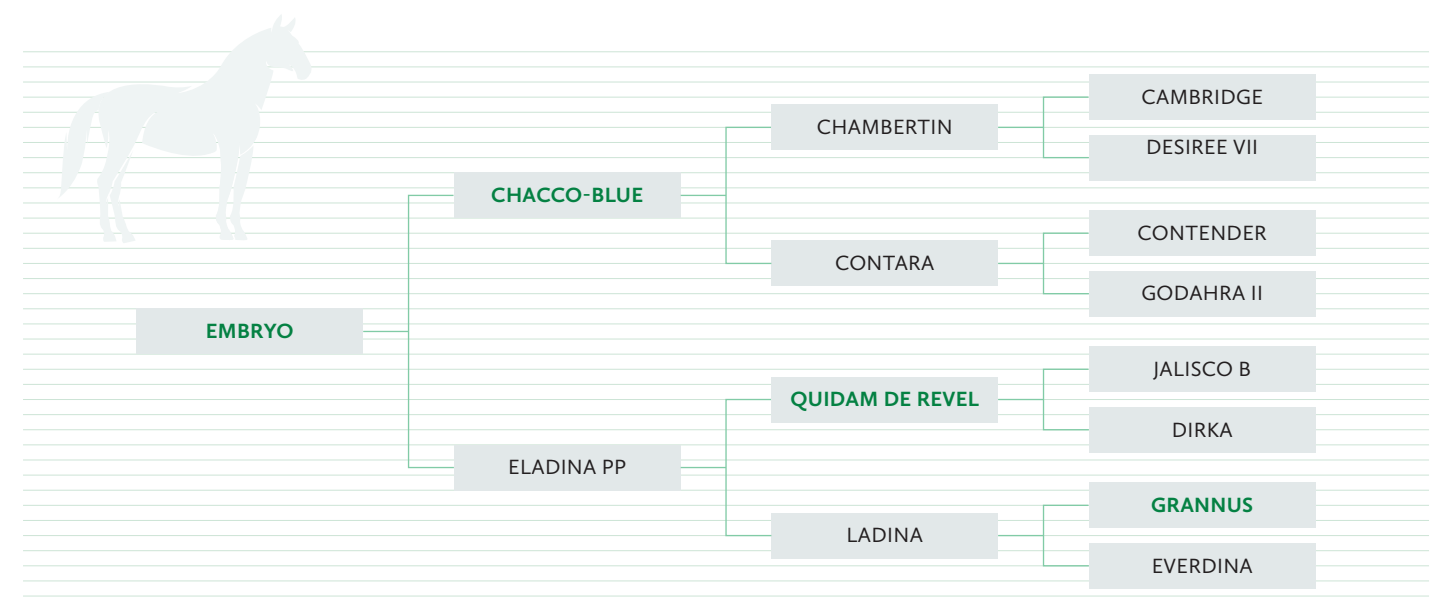 CAMBRIDGE
CHAMBERTIN
DESIREE VII
CHACCO-BLUE
CONTENDER
CONTARA
GODAHRA II
EMBRYO
JALISCO B
QUIDAM DE REVEL
DIRKA
ELADINA PP
GRANNUS
LADINA
EVERDINA